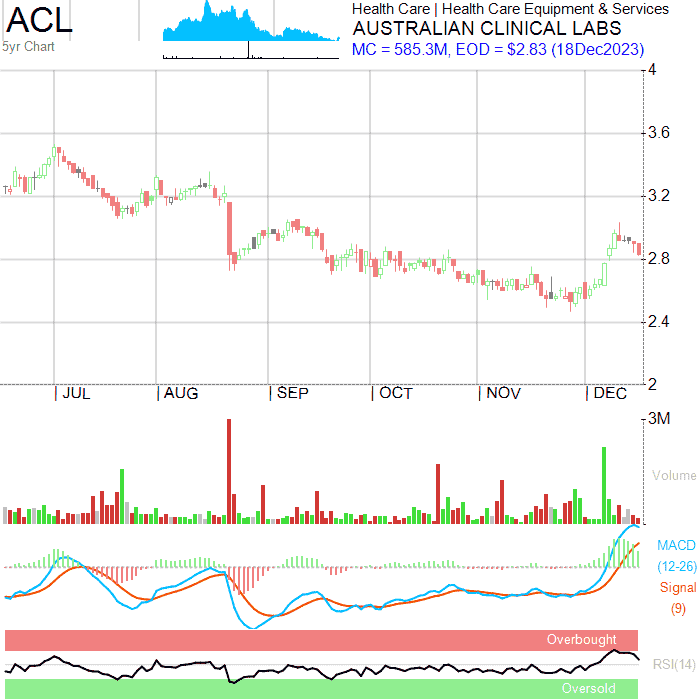 ACL
5yr Chart
Health Care | Health Care Equipment & Services
AUSTRALIAN CLINICAL LABS
MC = 585.3M, EOD = $2.83 (18Dec2023)
4
3.6
3.2
2.8
2.4
2
| JUL | AUG | SEP | OCT | NOV | DEC
3M
Volume
MACD
(12-26)
Signal
(9)
Overbought
RSI(14)
Oversold